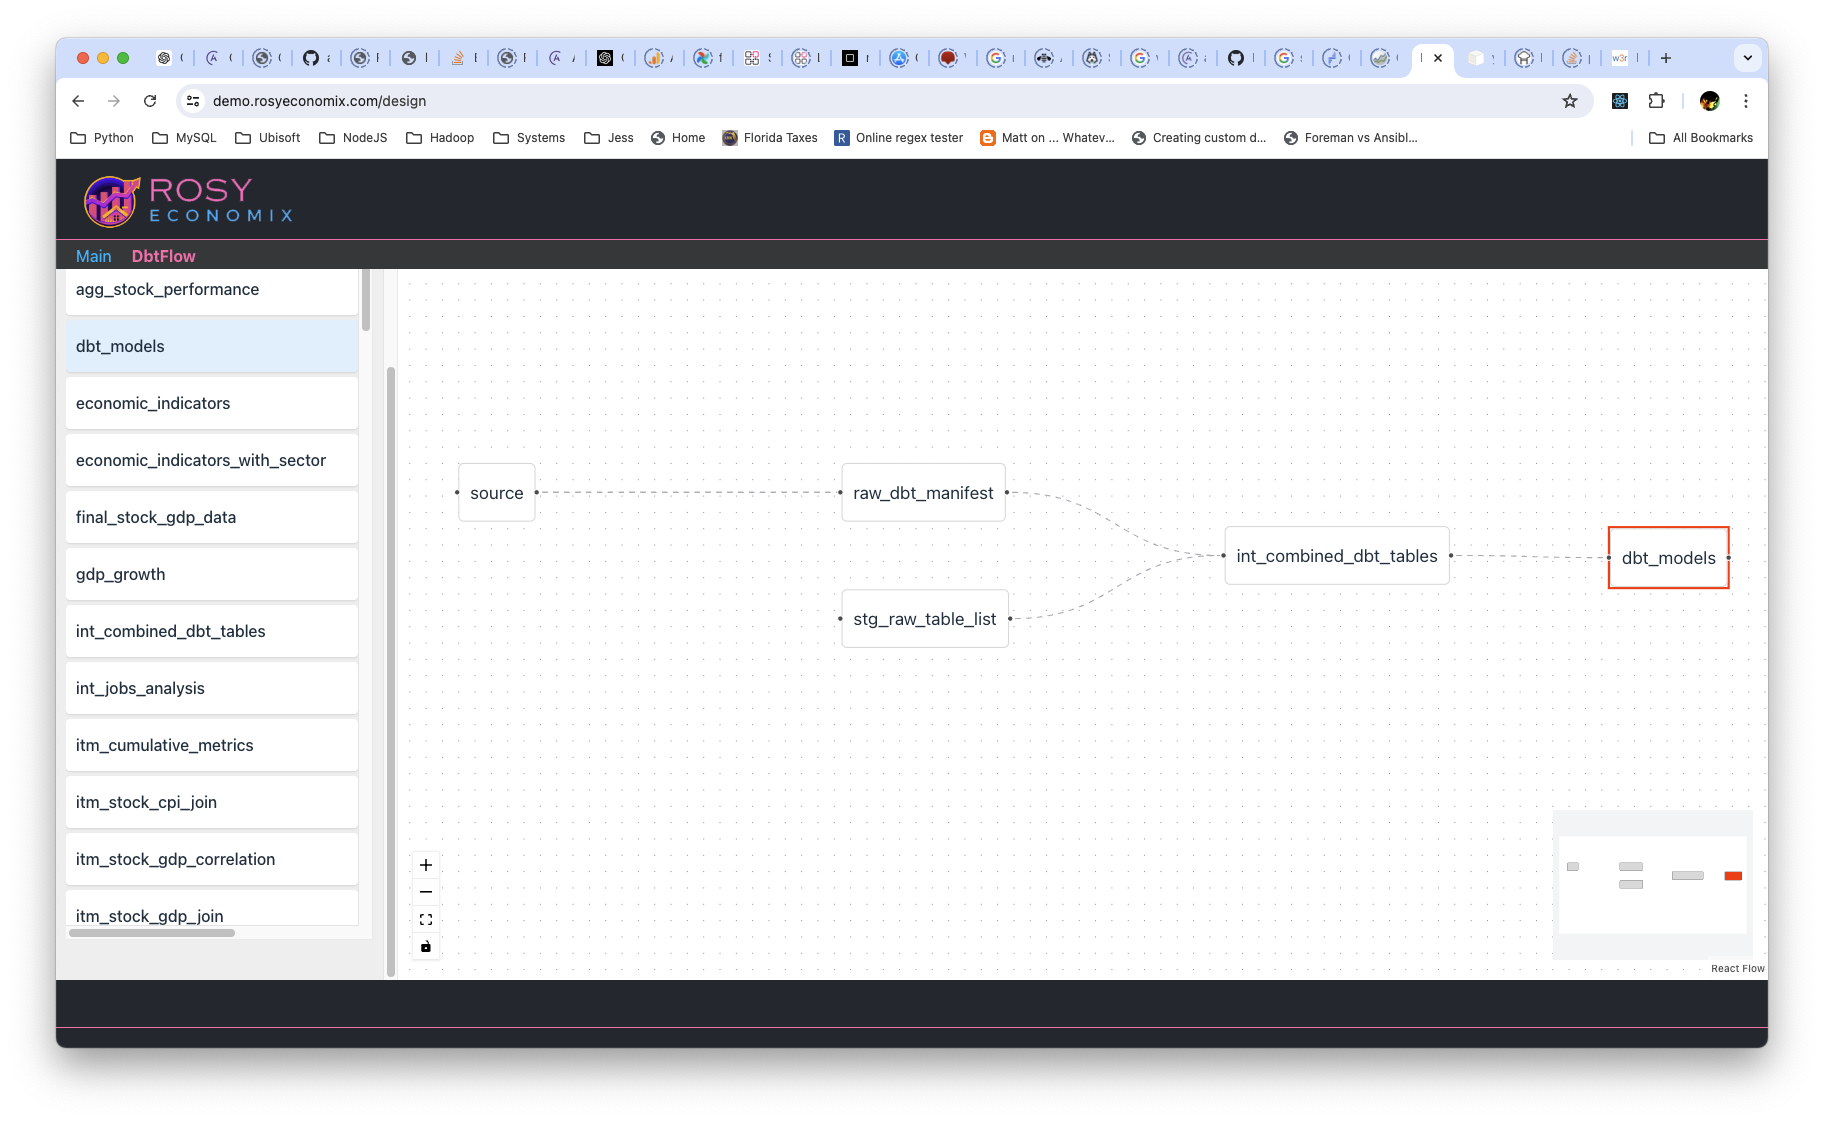 demo.rosyeconomix.com/design
Python MySQL Ubisoft NodeJS Hadoop Systems Jess Home Florida Taxes Online regex tester Matt on ... Whatev... Creating custom d... Foreman vs Ansibl... All Bookmarks
ROSY
ECONOMIX
Main DbtFlow
agg_stock_performance
dbt_models
economic_indicators
economic_indicators_with_sector
final_stock_gdp_data
gdp_growth
int_combined_dbt_tables
int_jobs_analysis
itm_cumulative_metrics
itm_stock_cpi_join
itm_stock_gdp_correlation
itm_stock_gdp_join
source
raw_dbt_manifest
stg_raw_table_list
int_combined_dbt_tables
dbt_models
React Flow